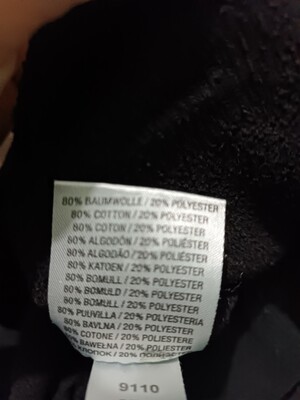 80% BAUMWOLLE / 20% POLYESTER
80% COTTON / 20% POLYESTER
80% COTON / 20% POLYESTER
80% ALGODÓN / 20% POLIÉSTER
80% ALGODÃO / 20% POLIÉSTER
80% KATOEN / 20% POLYESTER
80% BOMULL / 20% POLYESTER
80% BOMULD / 20% POLYESTER
80% BOMULL / 20% POLYESTER
80% PUUVILLA / 20% POLYESTERIA
80% BAVLNA / 20% POLYESTER
80% COTONE / 20% POLIESTERE
80% BAWEŁNA / 20% POLIESTER
ХЛОПОК / 20%
9110